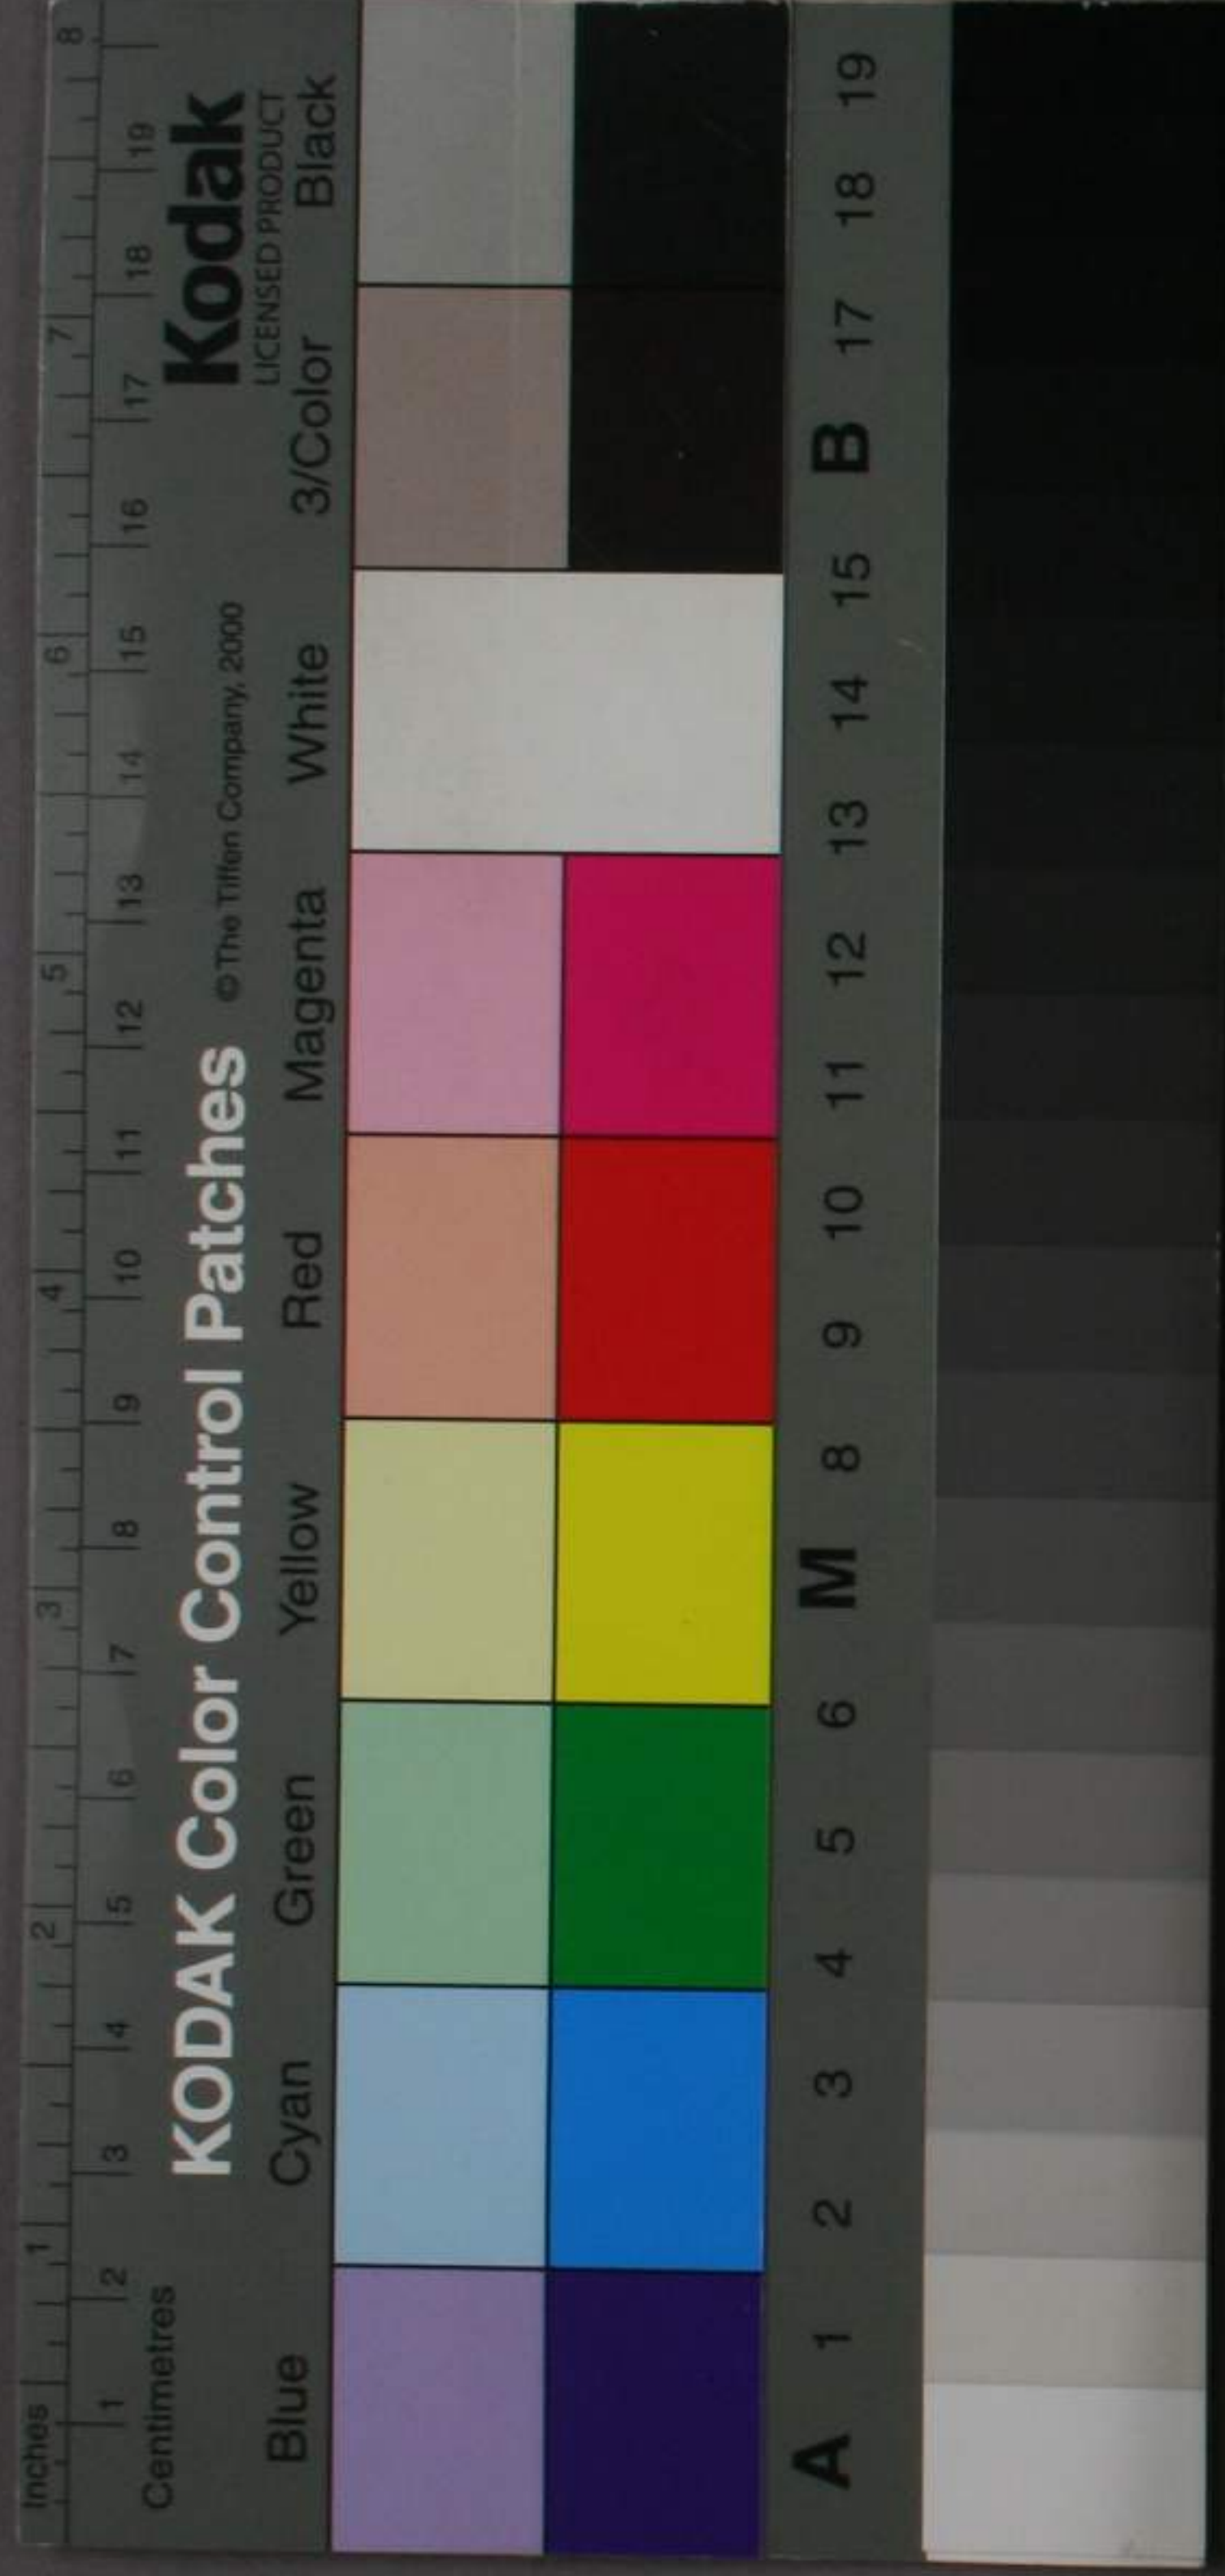 Inches 1 2 3 4 5 6 7 8
Centimetres 1 2 3 4 5 6 7 8 9 10 11 12 13 14 15 16 17 18 19
KODAK Color Control Patches © The Tiffen Company, 2000 Kodak
LICENSED PRODUCT
Blue Cyan Green Yellow Red Magenta White 3/Color Black
A 1 2 3 4 5 6 M 8 9 10 11 12 13 14 15 B 17 18 19